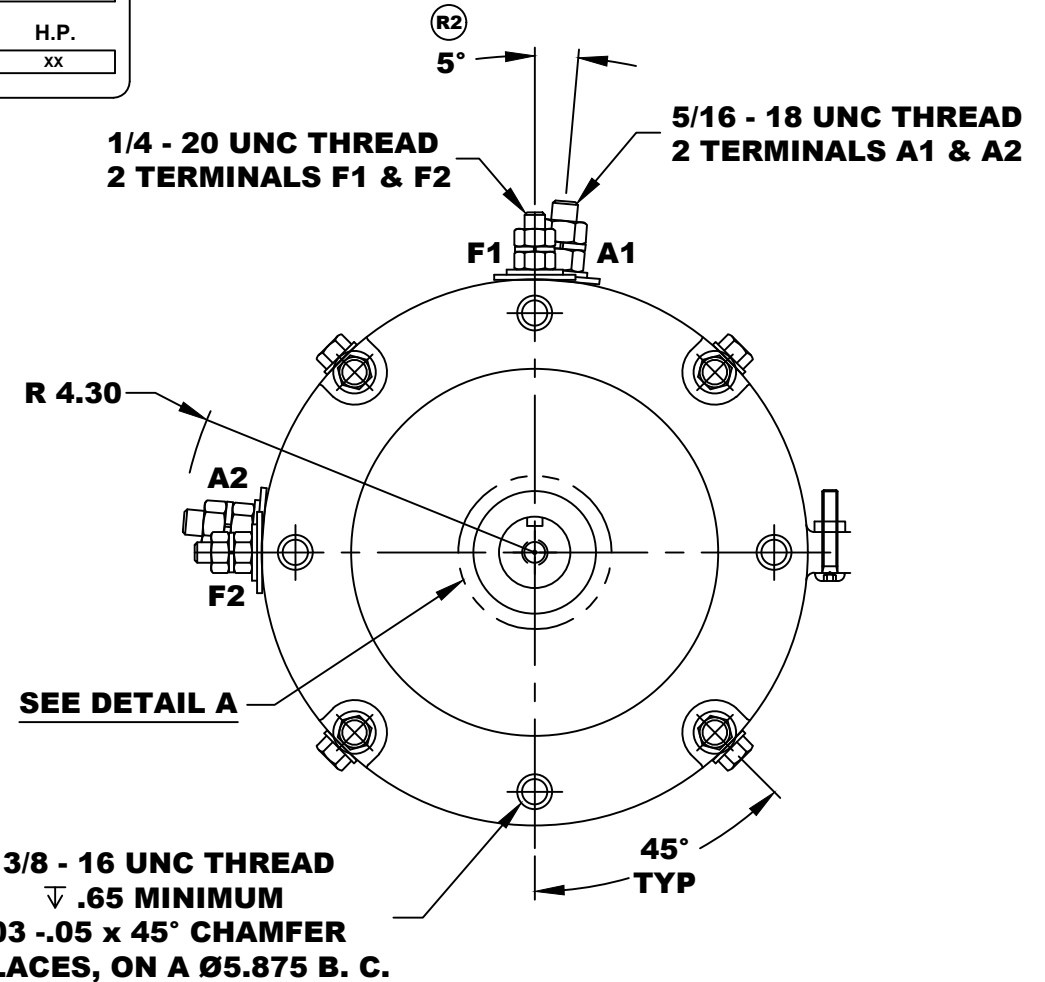 H.P.
xx
R2
5°
1/4 - 20 UNC THREAD
2 TERMINALS F1 & F2
5/16 - 18 UNC THREAD
2 TERMINALS A1 & A2
F1
A1
R 4.30
A2
F2
SEE DETAIL A
45°
TYP
3/8 - 16 UNC THREAD
↧ .65 MINIMUM
03 -.05 x 45° CHAMFER
LACES, ON A Ø5.875 B. C.